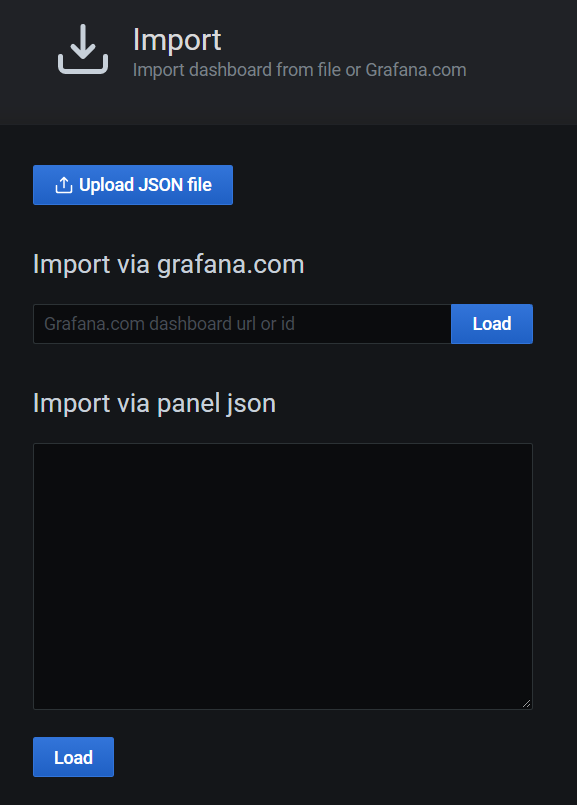 Import
Import dashboard from file or Grafana.com
Upload JSON file
Import via grafana.com
Grafana.com dashboard url or id
Load
Import via panel json
Load